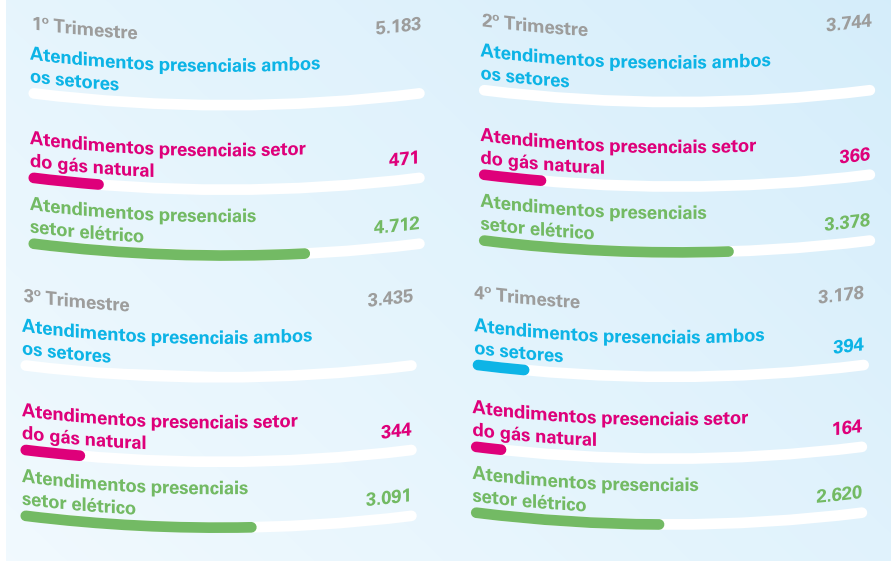 1º Trimestre 5.183
Atendimentos presenciais ambos
os setores
Atendimentos presenciais setor
do gás natural 471
Atendimentos presenciais
setor elétrico 4.712
2º Trimestre 3.744
Atendimentos presenciais ambos
os setores
Atendimentos presenciais setor
do gás natural 366
Atendimentos presenciais
setor elétrico 3.378
3º Trimestre 3.435
Atendimentos presenciais ambos
os setores
Atendimentos presenciais setor
do gás natural 344
Atendimentos presenciais
setor elétrico 3.091
4º Trimestre 3.178
Atendimentos presenciais ambos
os setores 394
Atendimentos presenciais setor
do gás natural 164
Atendimentos presenciais
setor elétrico 2.620